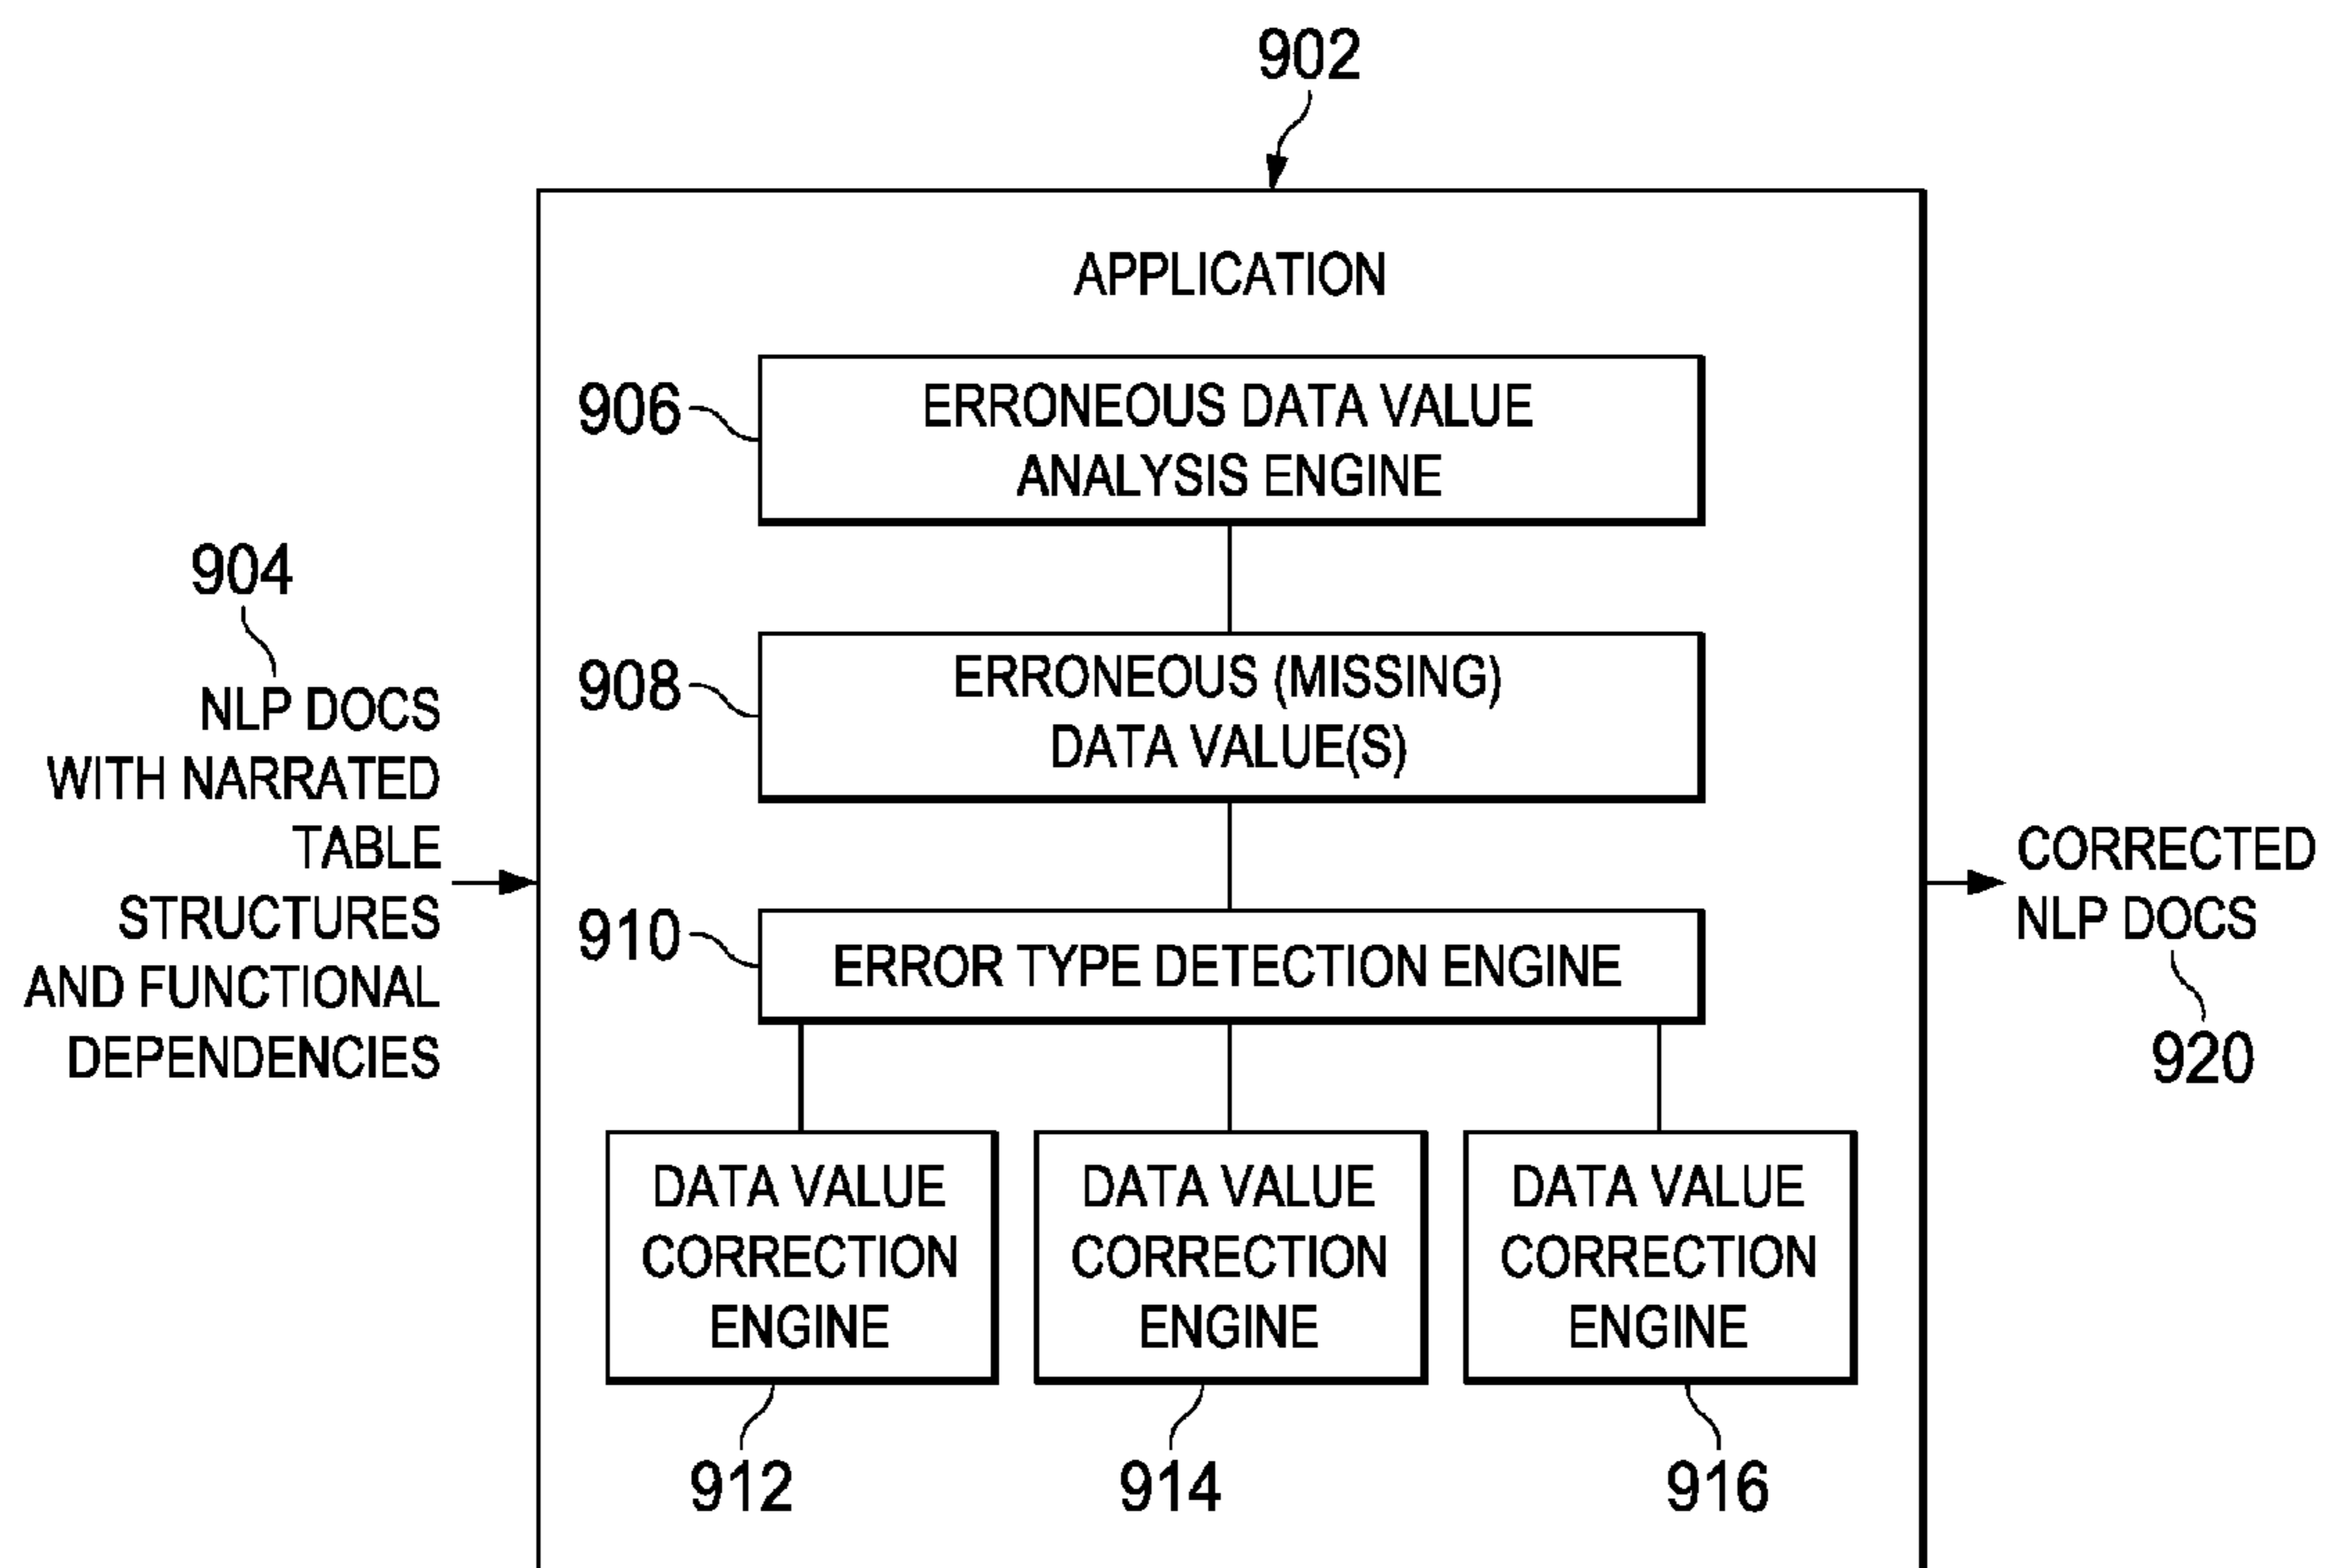 902
APPLICATION
906
ERRONEOUS DATA VALUE
ANALYSIS ENGINE
904
NLP DOCS
WITH NARRATED
TABLE
STRUCTURES
AND FUNCTIONAL
DEPENDENCIES
908
ERRONEOUS (MISSING)
DATA VALUE(S)
910
ERROR TYPE DETECTION ENGINE
CORRECTED
NLP DOCS
920
DATA VALUE
CORRECTION
ENGINE
912
DATA VALUE
CORRECTION
ENGINE
914
DATA VALUE
CORRECTION
ENGINE
916